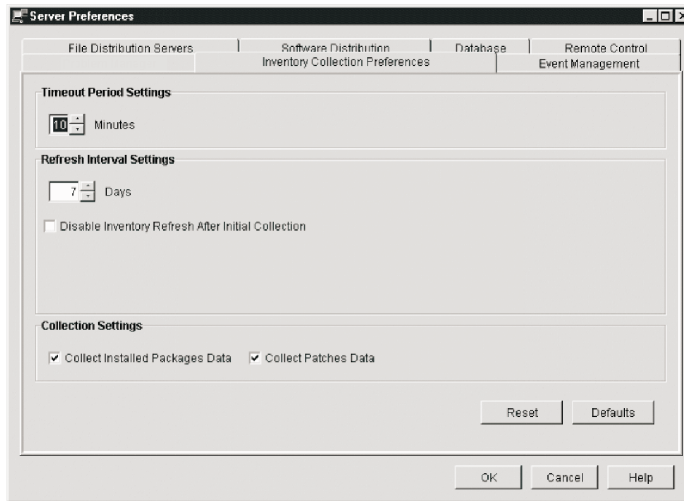 Server Preferences
File Distribution Servers Software Distribution Database Remote Control
Inventory Collection Preferences Event Management
Timeout Period Settings
10 Minutes
Refresh Interval Settings
7 Days
Disable Inventory Refresh After Initial Collection
Collection Settings
Collect Installed Packages Data Collect Patches Data
Reset Defaults
OK Cancel Help